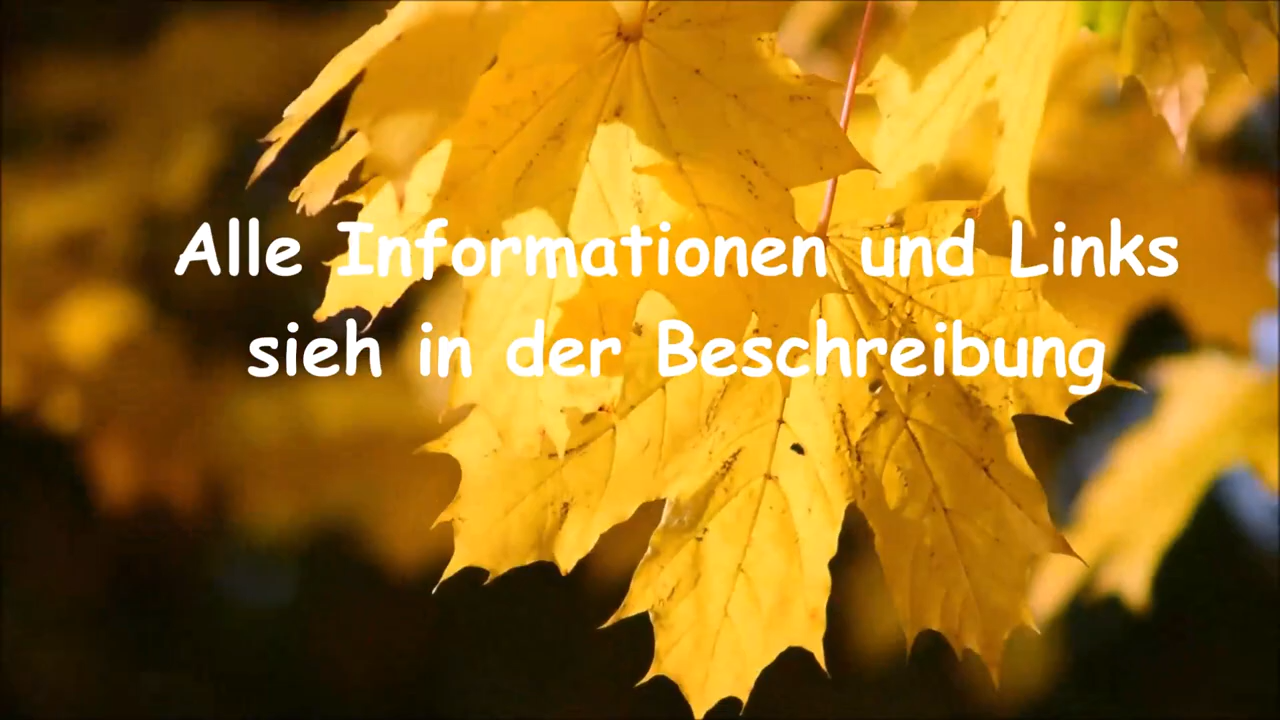 Alle Informationen und Links
sieh in der Beschreibung